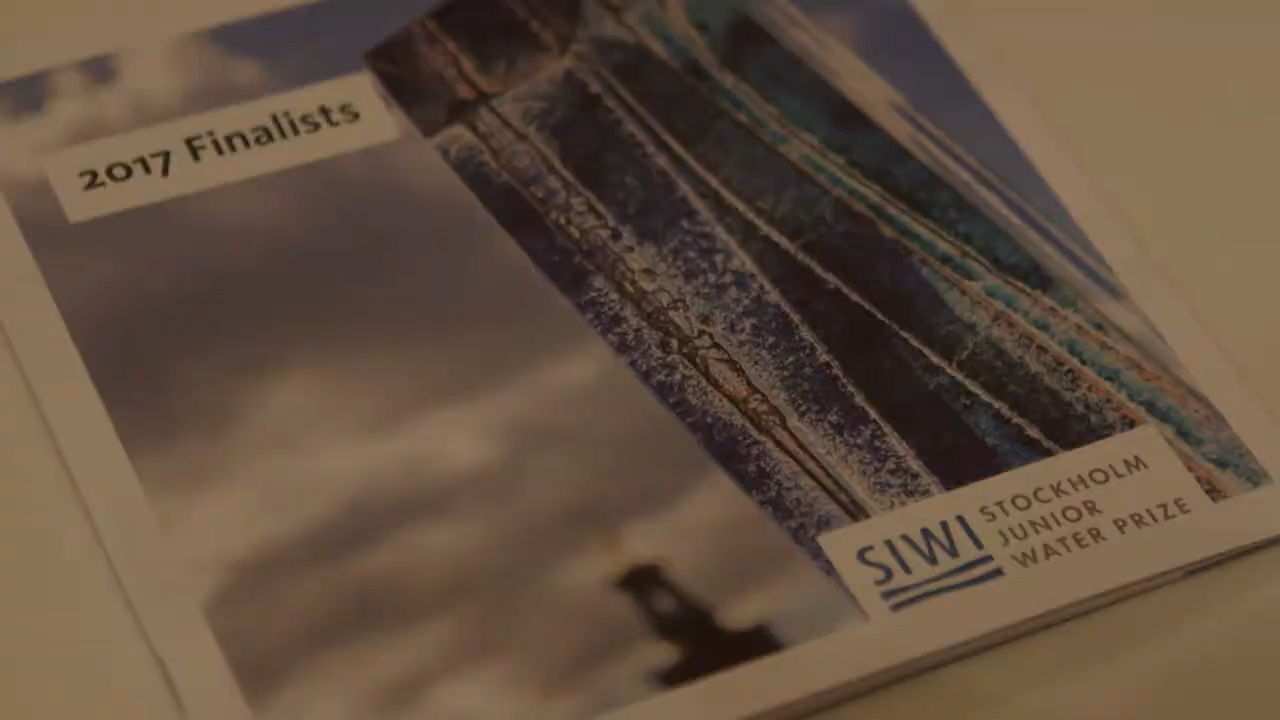 2017 Finalists
SIWI
STOCKHOLM
JUNIOR
WATER PRIZE